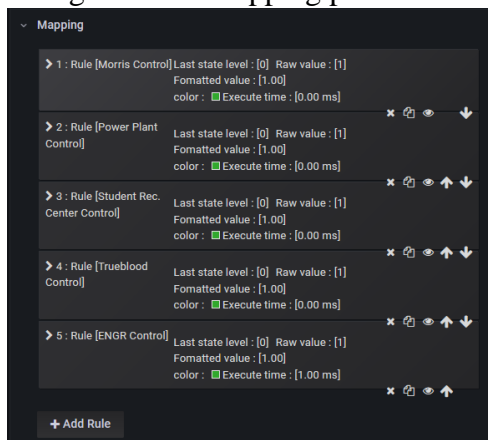 Mapping
1 : Rule [Morris Control] Last state level : [0] Raw value : [1]
Fomatted value : [1.00]
color : Execute time : [0.00 ms]
2 : Rule [Power Plant
Control]
Last state level : [0] Raw value : [1]
Fomatted value : [1.00]
color : Execute time : [0.00 ms]
3 : Rule [Student Rec.
Center Control]
Last state level : [0] Raw value : [1]
Fomatted value : [1.00]
color : Execute time : [0.00 ms]
4 : Rule [Trueblood
Control]
Last state level : [0] Raw value : [1]
Fomatted value : [1.00]
color : Execute time : [0.00 ms]
5 : Rule [ENGR Control]
Last state level : [0] Raw value : [1]
Fomatted value : [1.00]
color : Execute time : [1.00 ms]
+ Add Rule